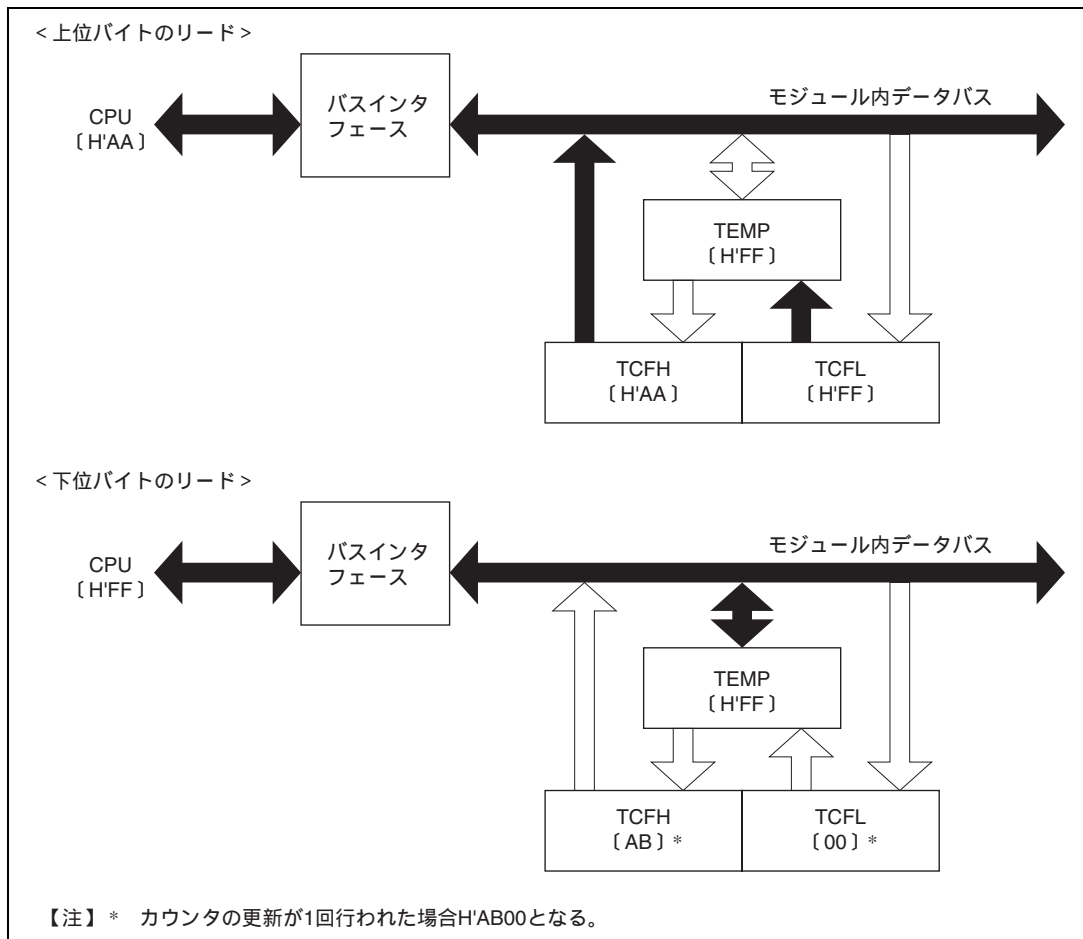 <上位バイトのリード>
モジュール内データバス
CPU
〔H'AA〕
バスインタ
フェース
TEMP
〔H'FF〕
TCFH
〔H'AA〕
TCFL
〔H'FF〕
<下位バイトのリード>
モジュール内データバス
CPU
〔H'FF〕
バスインタ
フェース
TEMP
〔H'FF〕
TCFH
〔AB〕*
TCFL
〔00〕*
【注】* カウンタの更新が1回行われた場合H'AB00となる。